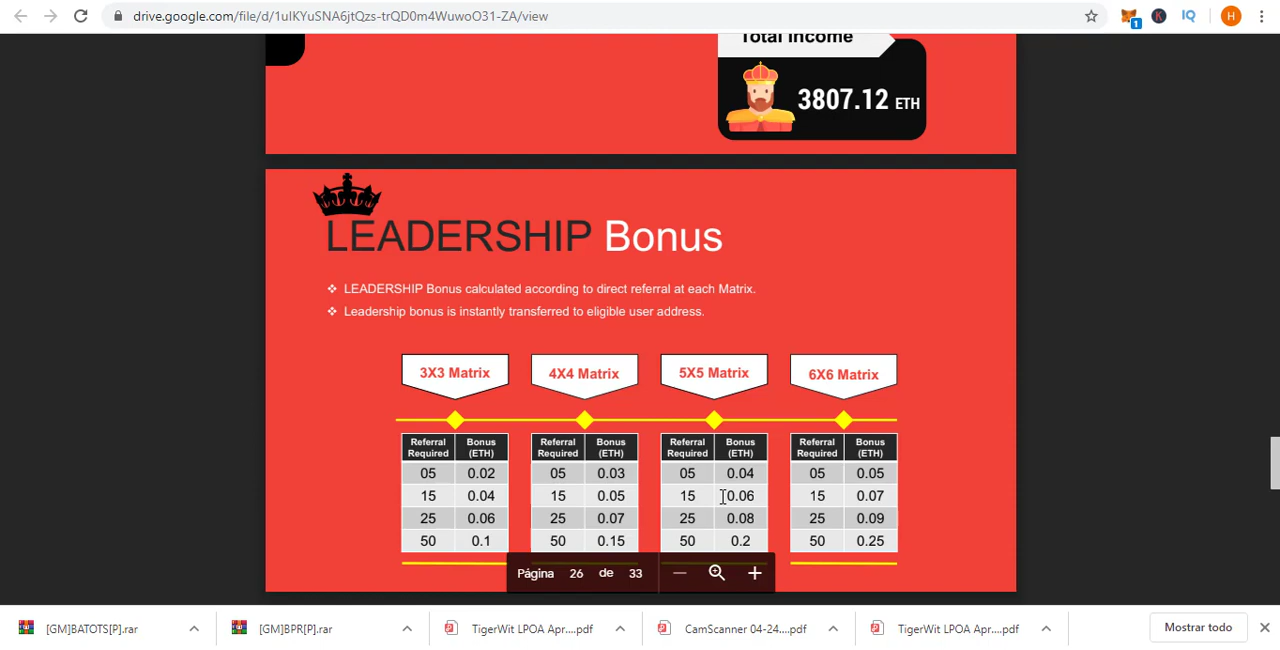 drive.google.com/file/d/1ulKYuSNA6jtQzs-trQD0m4WuwoO31-ZA/view
1
K
IQ
H
Total Income
3807.12 ETH
LEADERSHIP Bonus
❖ LEADERSHIP Bonus calculated according to direct referral at each Matrix.
❖ Leadership bonus is instantly transferred to eligible user address.
3X3 Matrix 4X4 Matrix 5X5 Matrix 6X6 Matrix
Referral Bonus Referral Bonus Referral Bonus Referral Bonus
Required (ETH) Required (ETH) Required (ETH) Required (ETH)
05 0.02 05 0.03 05 0.04 05 0.05
15 0.04 15 0.05 15 0.06 15 0.07
25 0.06 25 0.07 25 0.08 25 0.09
50 0.1 50 0.15 50 0.2 50 0.25
Página 26 de 33
[GM]BATOTS[P].rar [GM]BPR[P].rar TigerWit LPOA Apr....pdf CamScanner 04-24....pdf TigerWit LPOA Apr....pdf Mostrar todo